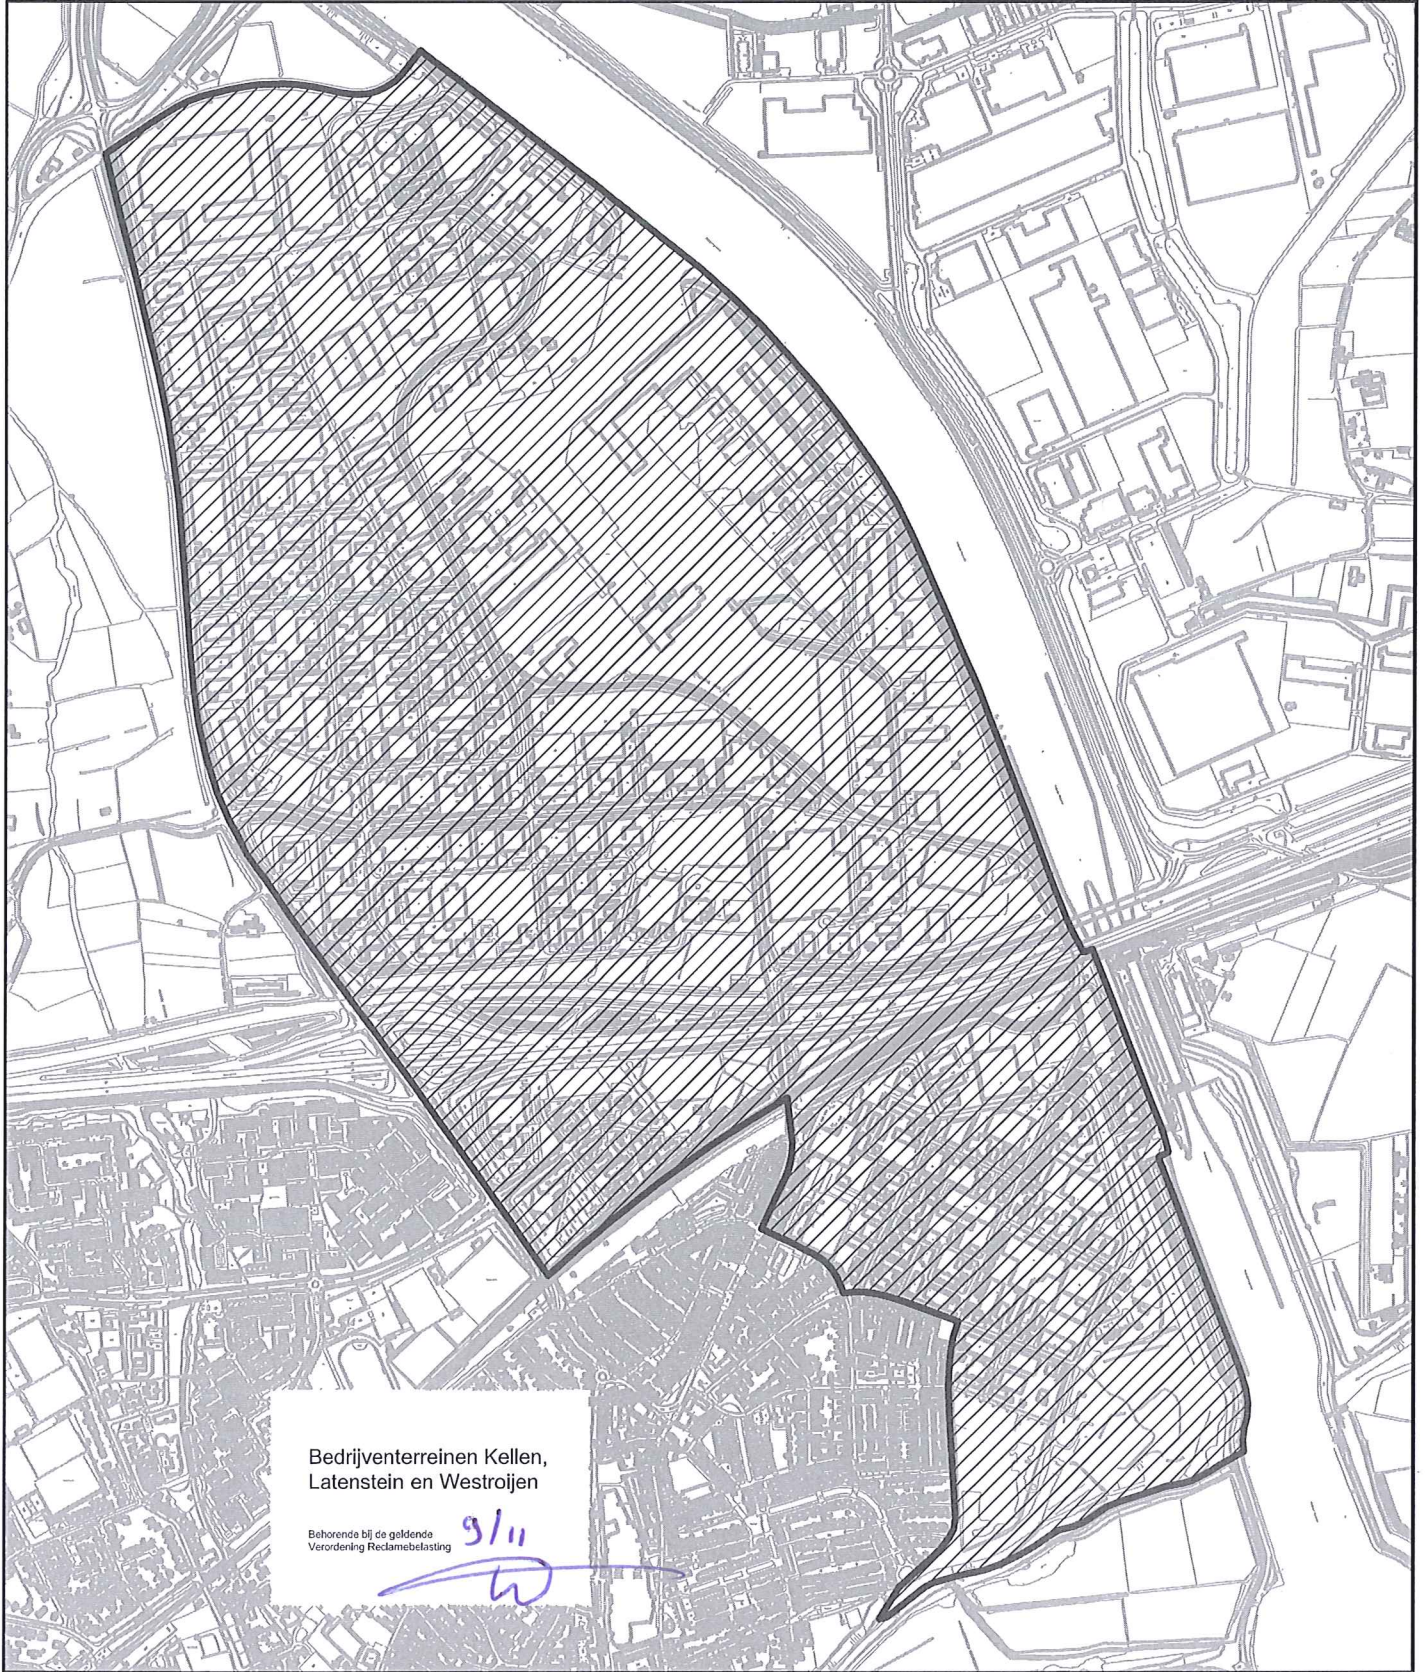 Bedrijventerreinen Kellen,
Latenstein en Westroijen
Behorende bij de geldende
Verordening Reclamebelasting
9/11